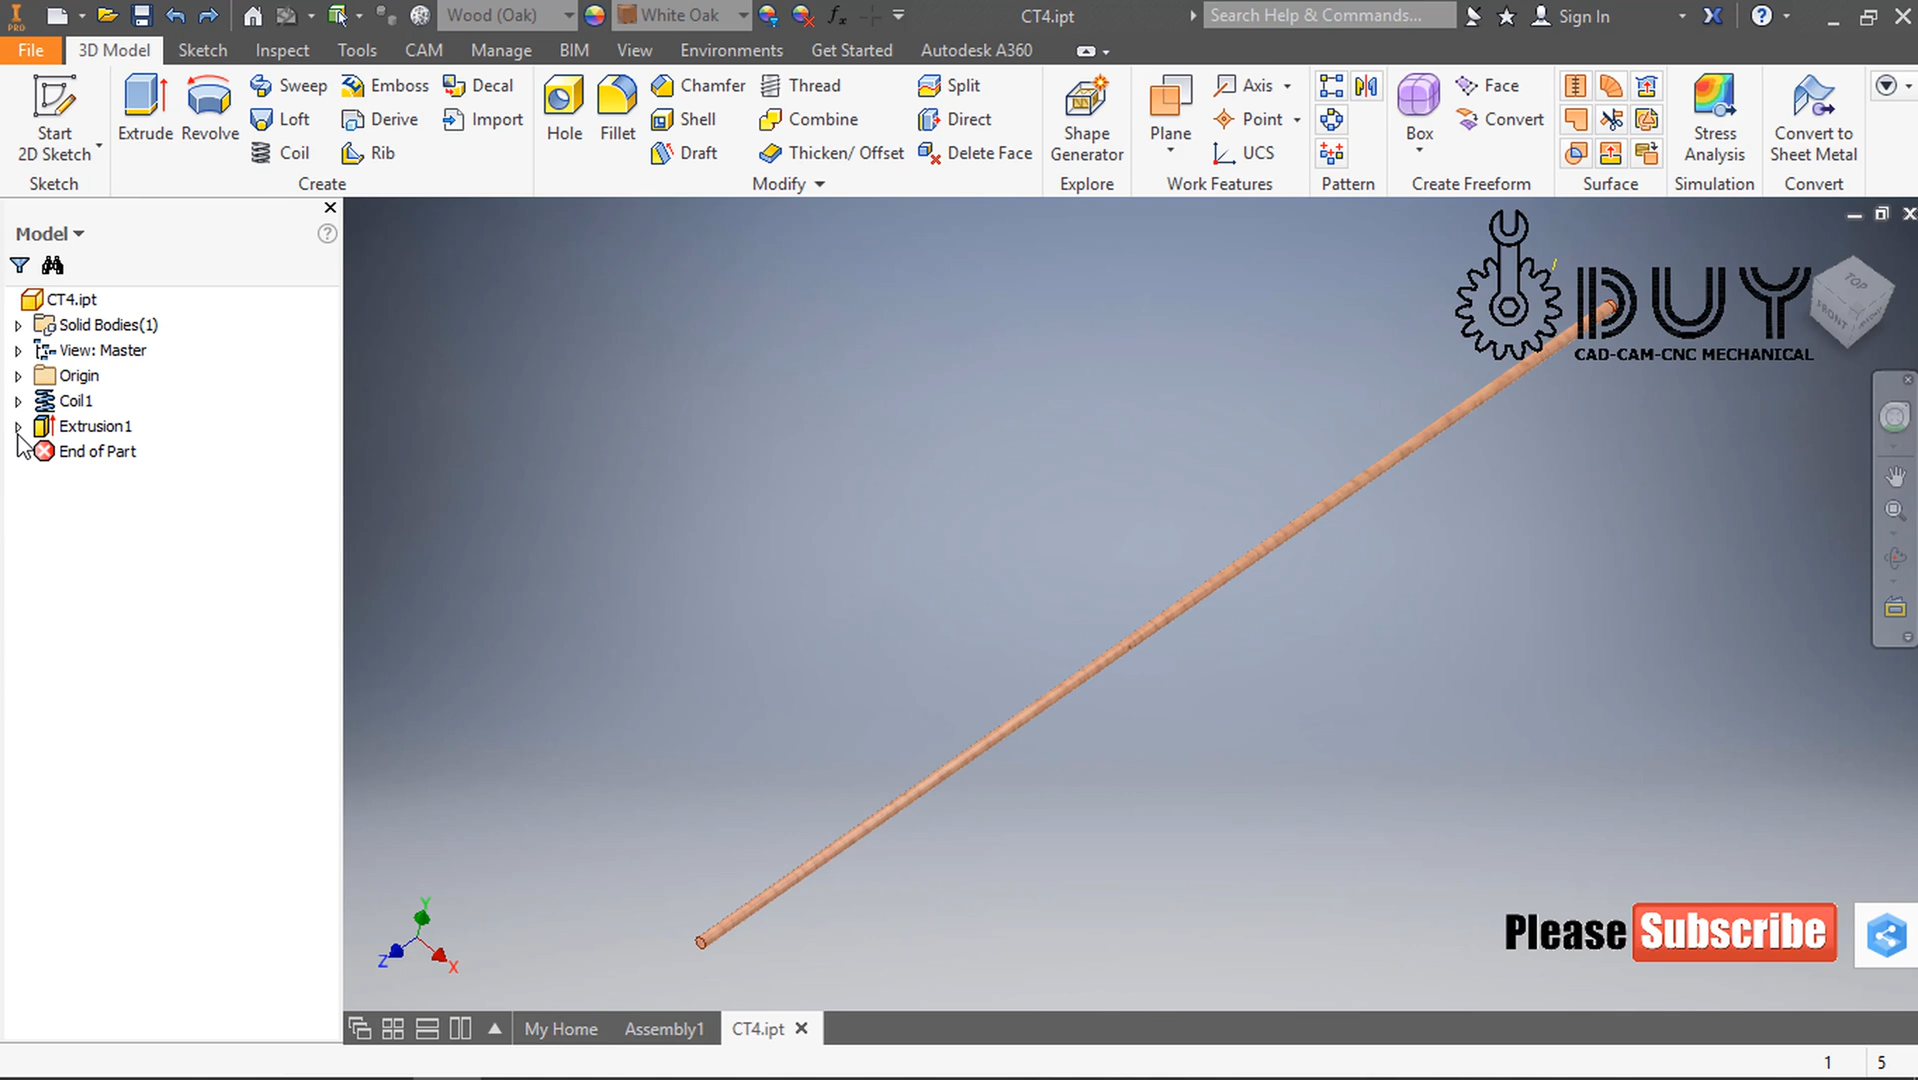 PRO
Wood (Oak)
White Oak
CT4.ipt
Search Help & Commands...
Sign In
File
3D Model
Sketch
Inspect
Tools
CAM
Manage
BIM
View
Environments
Get Started
Autodesk A360
Start
2D Sketch
Extrude
Revolve
Sweep
Loft
Coil
Emboss
Derive
Rib
Decal
Import
Hole
Fillet
Chamfer
Shell
Draft
Thread
Combine
Thicken/ Offset
Split
Direct
Delete Face
Shape
Generator
Plane
Axis
Point
UCS
Box
Face
Convert
Stress
Analysis
Convert to
Sheet Metal
Sketch
Create
Modify
Explore
Work Features
Pattern
Create Freeform
Surface
Simulation
Convert
Model
CT4.ipt
Solid Bodies(1)
View: Master
Origin
Coil1
Extrusion1
End of Part
DUY
CAD-CAM-CNC MECHANICAL
TOP
FRONT
Y
Z
X
Please Subscribe
My Home
Assembly1
CT4.ipt
1
5